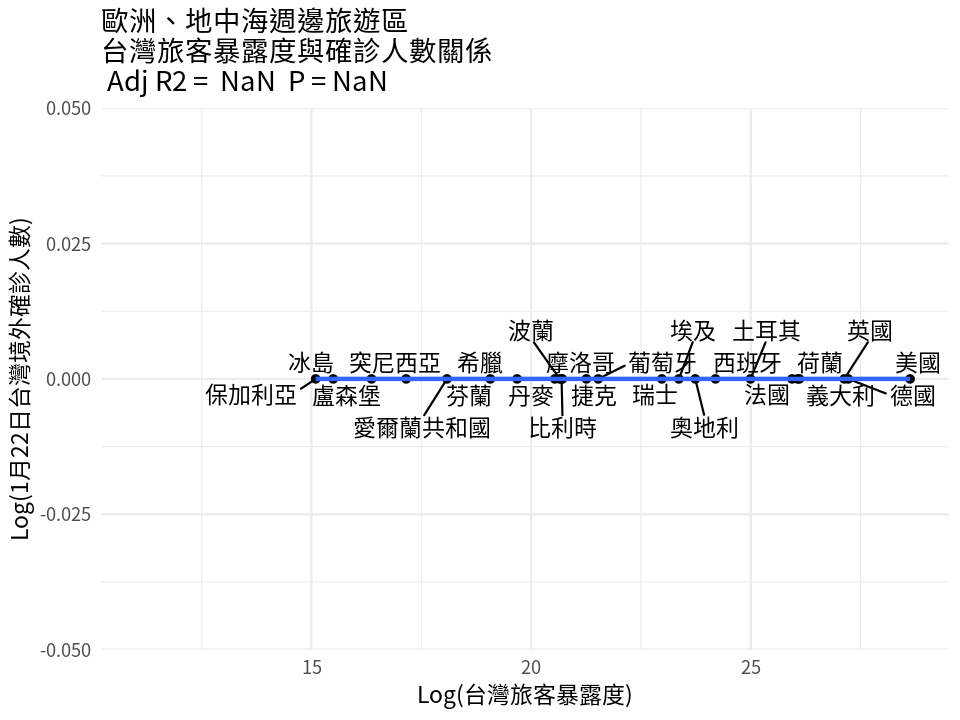 歐洲、地中海週邊旅遊區
台灣旅客暴露度與確診人數關係
Adj R2 = NaN P = NaN
0.050
0.025
0.000
-0.025
-0.050
Log(1月22日台灣境外確診人數)
波蘭 埃及 土耳其 英國
冰島 突尼西亞 希臘 摩洛哥 葡萄牙 西班牙 荷蘭 美國
保加利亞 盧森堡 芬蘭 丹麥 捷克 瑞士 法國 義大利 德國
愛爾蘭共和國 比利時 奧地利
15 20 25
Log(台灣旅客暴露度)